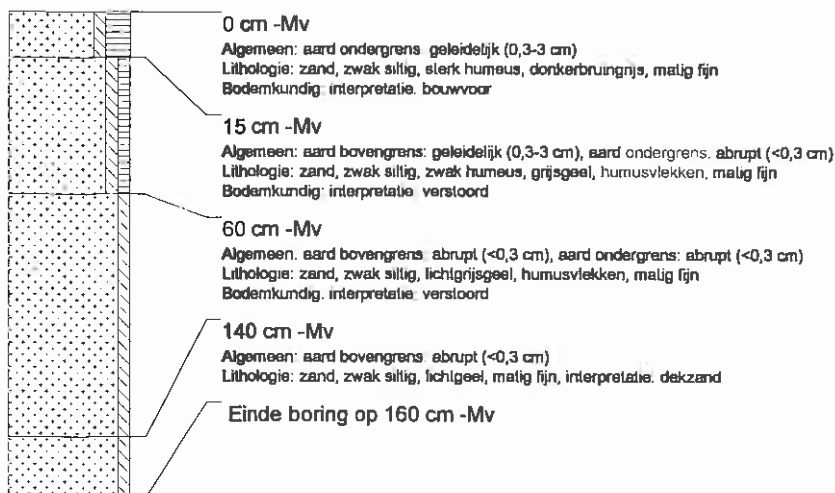 0 cm -Mv
Algemeen: aard ondergrens: geleidelijk (0,3-3 cm)
Lithologie: zand, zwak siltig, sterk humeus, donkerbruingrijs, matig fijn
Bodemkundig: interpretatie: bouwvoor
15 cm -Mv
Algemeen: aard bovengrens: geleidelijk (0,3-3 cm), aard ondergrens: abrupt (<0,3 cm)
Lithologie: zand, zwak siltig, zwak humeus, grijsgeel, humusvlekken, matig fijn
Bodemkundig: interpretatie: verstoord
60 cm -Mv
Algemeen: aard bovengrens: abrupt (<0,3 cm), aard ondergrens: abrupt (<0,3 cm)
Lithologie: zand, zwak siltig, lichtgrijsgeel, humusvlekken, matig fijn
Bodemkundig: interpretatie: verstoord
140 cm -Mv
Algemeen: aard bovengrens: abrupt (<0,3 cm)
Lithologie: zand, zwak siltig, lichtgeel, matig fijn, interpretatie: dekzand
Einde boring op 160 cm -Mv